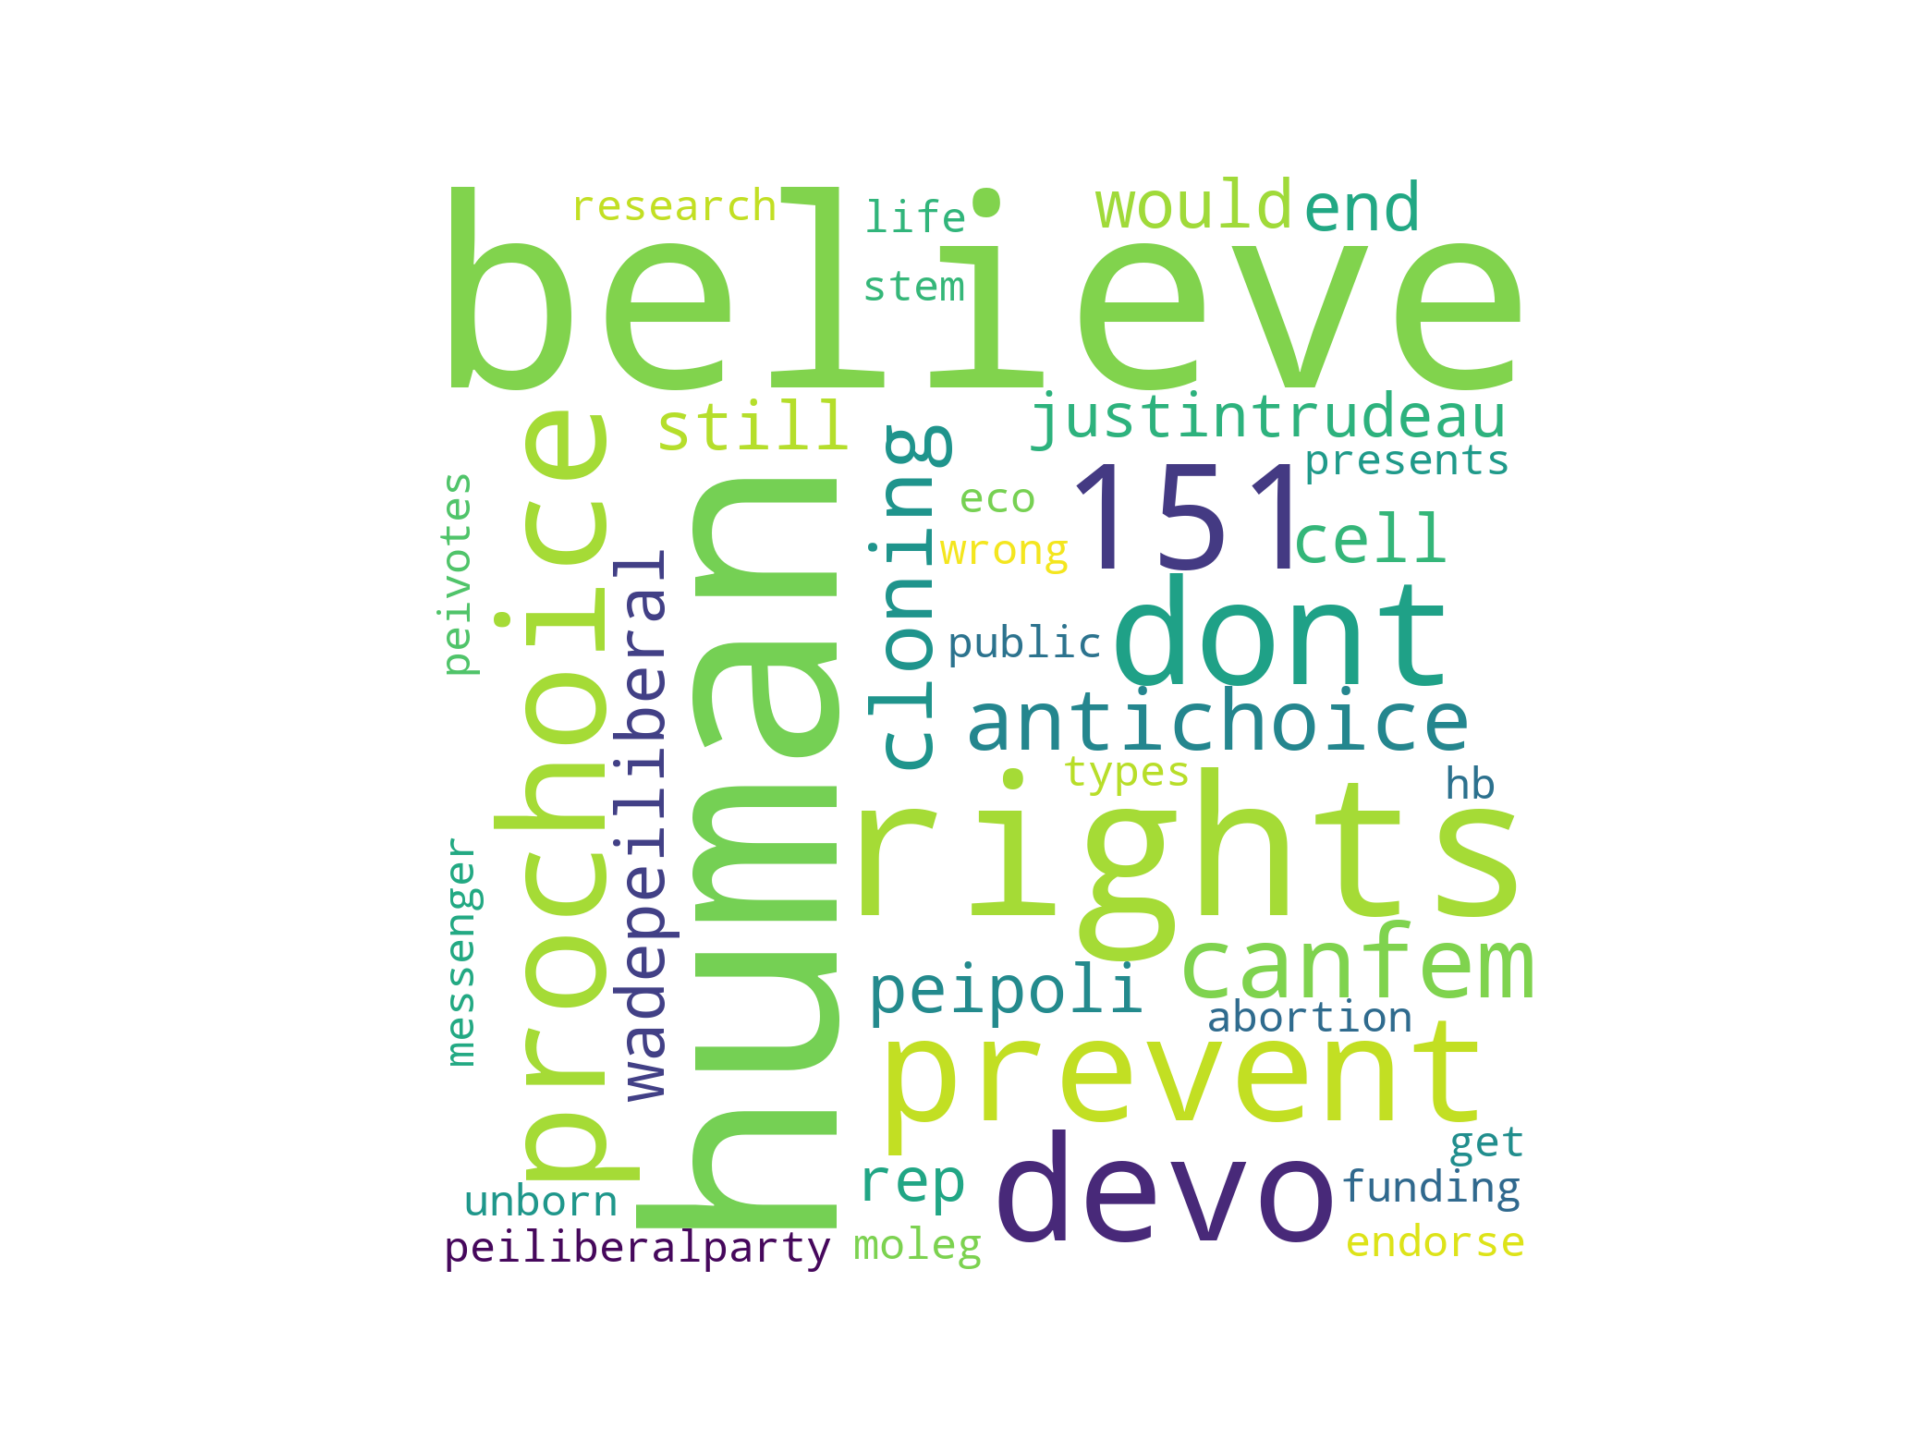 research
life
would
end
believe
stem
prochoice
still
justintrudeau
cloning
human
presents
151
eco
cell
wrong
peivotes
wadepeiliberal
dont
public
antichoice
types
hb
rights
messenger
canfem
peipoli
abortion
prevent
devo
get
rep
funding
unborn
endorse
moleg
peiliberalparty